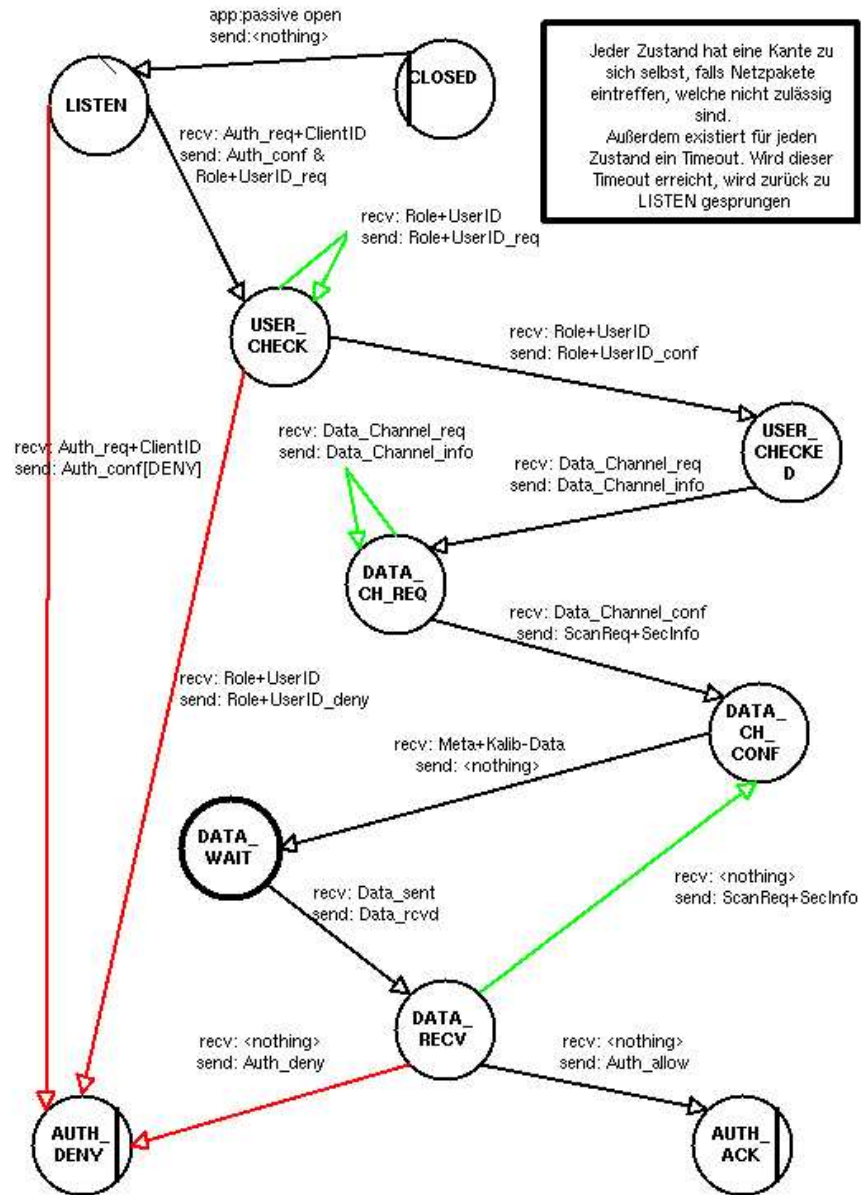 app:passive open
send:<nothing>
CLOSED
LISTEN
Jeder Zustand hat eine Kante zu
sich selbst, falls Netzpakete
eintreffen, welche nicht zulässig
sind.
Außerdem existiert für jeden
Zustand ein Timeout. Wird dieser
Timeout erreicht, wird zurück zu
LISTEN gesprungen
recv: Auth_req+ClientID
send: Auth_conf &
Role+UserID_req
recv: Role+UserID
send: Role+UserID_req
USER_
CHECK
recv: Role+UserID
send: Role+UserID_conf
recv: Auth_req+ClientID
send: Auth_conf[DENY]
recv: Data_Channel_req
send: Data_Channel_info
USER_
CHECKE
D
recv: Data_Channel_req
send: Data_Channel_info
DATA_
CH_REQ
recv: Data_Channel_conf
send: ScanReq+SecInfo
recv: Role+UserID
send: Role+UserID_deny
DATA_
CH_
CONF
recv: Meta+Kalib-Data
send: <nothing>
DATA_
WAIT
recv: Data_sent
send: Data_rcvd
recv: <nothing>
send: ScanReq+SecInfo
DATA_
RECV
recv: <nothing>
send: Auth_deny
recv: <nothing>
send: Auth_allow
AUTH_
DENY
AUTH_
ACK